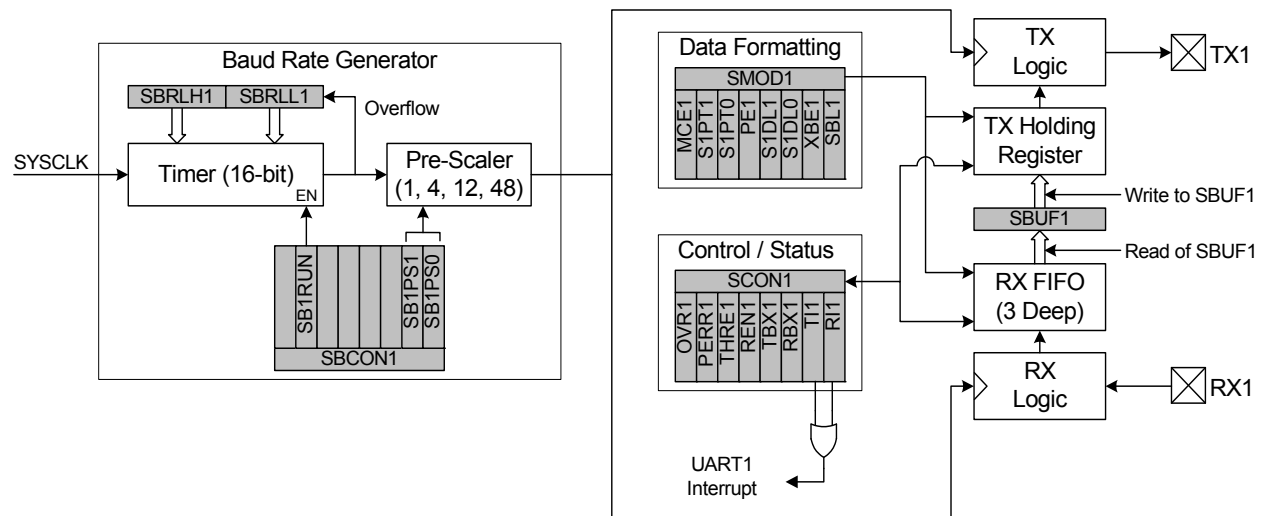 Baud Rate Generator
SBRLH1 SBRLL1
Overflow
SYSCLK
Timer (16-bit)
EN
Pre-Scaler
(1, 4, 12, 48)
SB1RUN
SB1PS1
SB1PS0
SBCON1
Data Formatting
SMOD1
MCE1
S1PT1
S1PT0
PE1
S1DL1
S1DL0
XBE1
SBL1
Control / Status
SCON1
OVR1
PERR1
THRE1
REN1
TBX1
RBX1
TI1
RI1
UART1
Interrupt
TX
Logic
TX1
TX Holding
Register
Write to SBUF1
SBUF1
Read of SBUF1
RX FIFO
(3 Deep)
RX
Logic
RX1